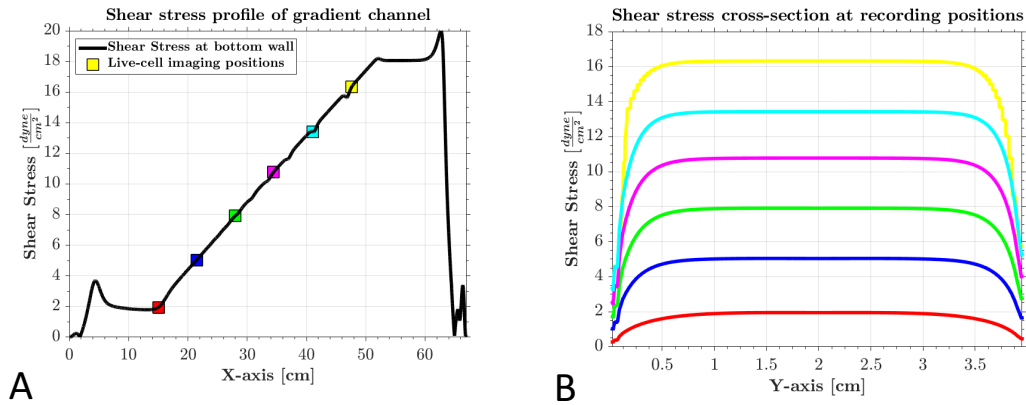 Shear stress profile of gradient channel
20
18
16
14
12
10
8
6
4
2
0
Shear Stress [dyne/cm²]
Shear Stress at bottom wall
Live-cell imaging positions
0 10 20 30 40 50 60
X-axis [cm]
A
Shear stress cross-section at recording positions
18
16
14
12
10
8
6
4
2
0
Shear Stress [dyne/cm²]
0.5 1 1.5 2 2.5 3 3.5
Y-axis [cm]
B